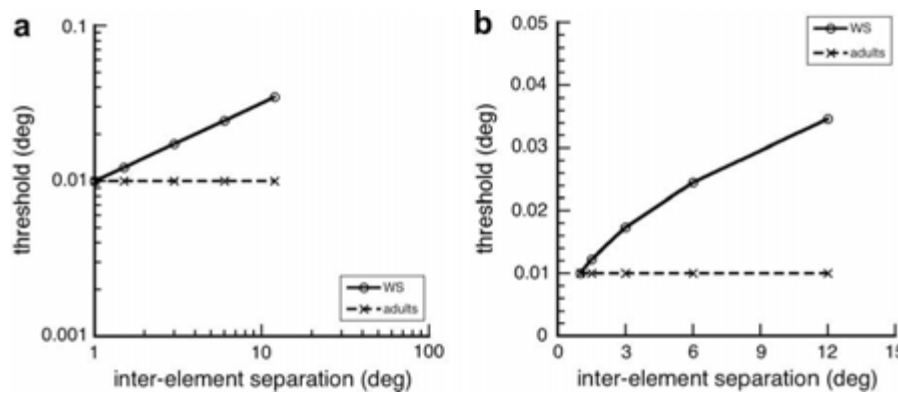 a
0.1
0.01
0.001
threshold (deg)
WS
adults
1
10
100
inter-element separation (deg)
b
0.05
0.04
0.03
0.02
0.01
0
threshold (deg)
WS
adults
0
3
6
9
12
15
inter-element separation (deg)